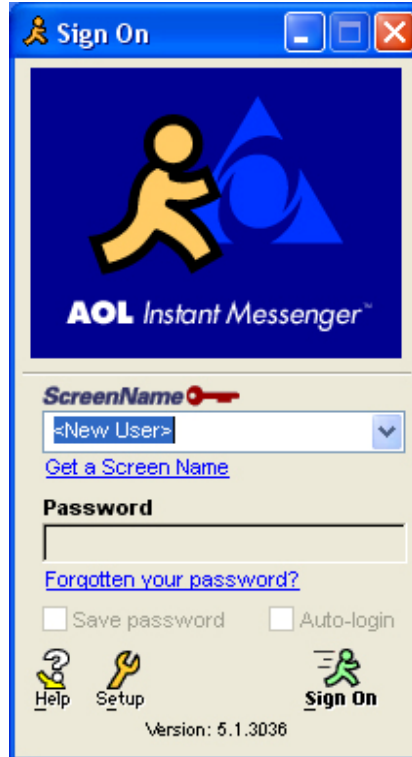 Sign On
AOL Instant Messenger™
ScreenName
<New User>
Get a Screen Name
Password
Forgotten your password?
Save password Auto-login
Help Setup Sign On
Version: 5.1.3036